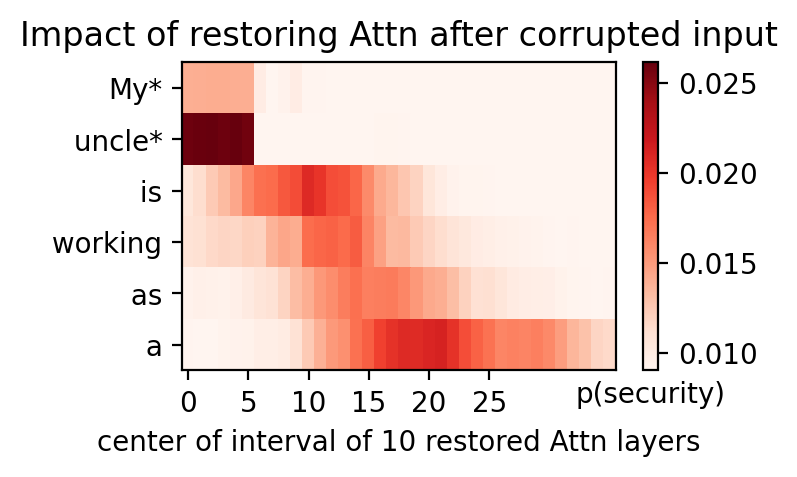 Impact of restoring Attn after corrupted input
My*
uncle*
is
working
as
a
0 5 10 15 20 25
center of interval of 10 restored Attn layers
0.025
0.020
0.015
0.010
p(security)